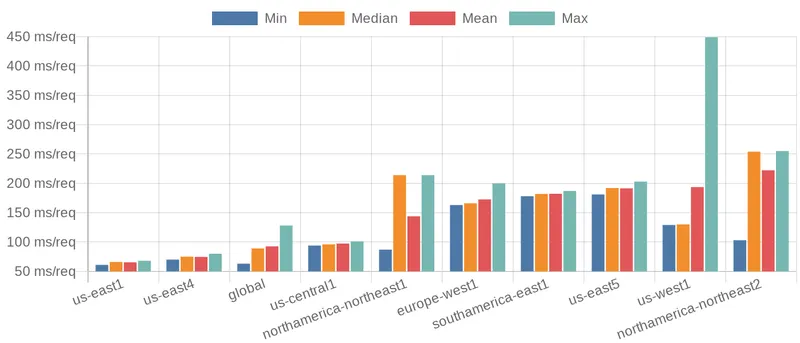 Min Median Mean Max
450 ms/req
400 ms/req
350 ms/req
300 ms/req
250 ms/req
200 ms/req
150 ms/req
100 ms/req
50 ms/req
us-east1
us-east4
global
us-central1
northamerica-northeast1
europe-west1
southamerica-east1
us-east5
us-west1
northamerica-northeast2